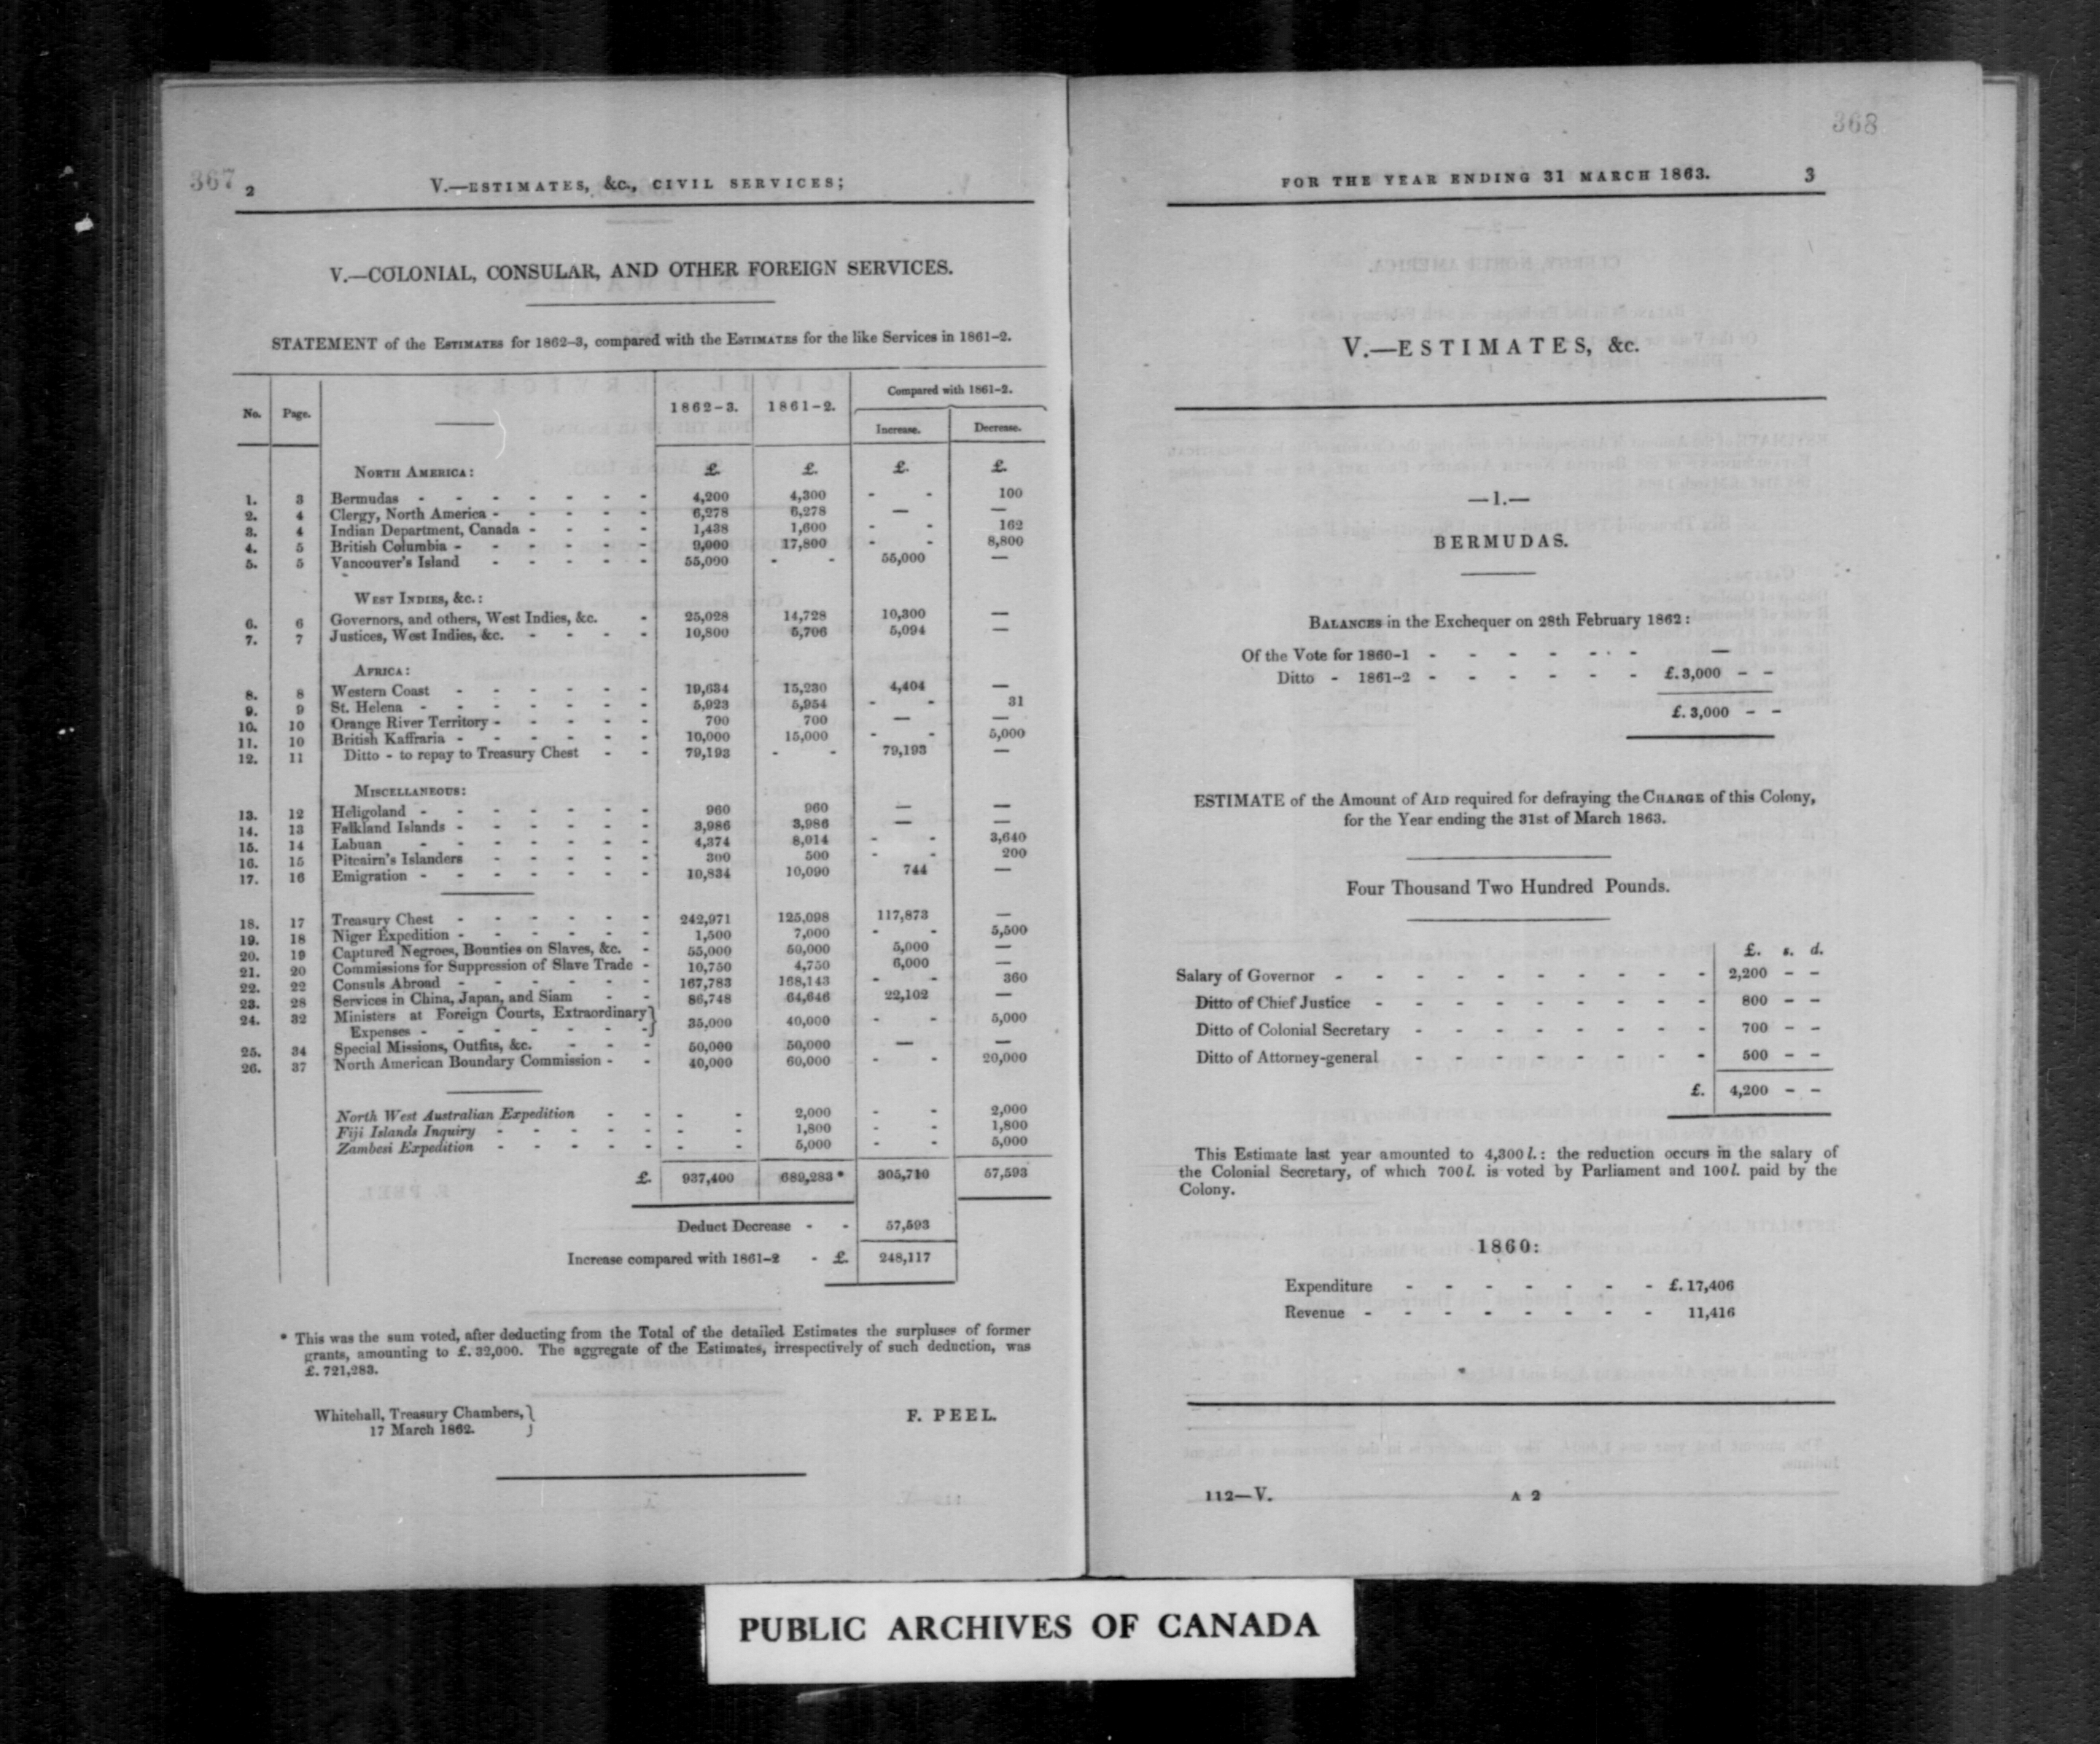 367
2 V.—ESTIMATES, &c., CIVIL SERVICES;
V.—COLONIAL, CONSULAR, AND OTHER FOREIGN SERVICES.
STATEMENT of the ESTIMATES for 1862–3, compared with the ESTIMATES for the like Services in 1861–2.
No. Page. 1862–3. 1861–2. Compared with 1861–2.
Increase. Decrease.
NORTH AMERICA: £. £. £. £.
1. 3 Bermudas - - - - - - - 4,200 4,300 - - 100
2. 4 Clergy, North America - - - - - 6,278 6,278 — —
3. 4 Indian Department, Canada - - - - 1,438 1,600 - - 162
4. 5 British Columbia - - - - - - 9,000 17,800 - - 8,800
5. 5 Vancouver's Island - - - - - 55,000 - - 55,000 —
WEST INDIES, &c.:
6. 6 Governors, and others, West Indies, &c. - 25,028 14,728 10,300 —
7. 7 Justices, West Indies, &c. - - - - 10,800 5,706 5,094 —
AFRICA:
8. 8 Western Coast - - - - - - 19,634 15,230 4,404 —
9. 9 St. Helena - - - - - - - 5,923 5,954 - - 31
10. 10 Orange River Territory - - - - - 700 700 — —
11. 10 British Kaffraria - - - - - - 10,000 15,000 - - 5,000
12. 11 Ditto - to repay to Treasury Chest - - 79,193 - - 79,193 —
MISCELLANEOUS:
13. 12 Heligoland - - - - - - - 960 960 — —
14. 13 Falkland Islands - - - - - - 3,986 3,986 — —
15. 14 Labuan - - - - - - - 4,374 8,014 - - 3,640
16. 15 Pitcairn's Islanders - - - - - 300 500 - - 200
17. 16 Emigration - - - - - - - 10,834 10,090 744 —
18. 17 Treasury Chest - - - - - - 242,971 125,098 117,873 —
19. 18 Niger Expedition - - - - - - 1,500 7,000 - - 5,500
20. 19 Captured Negroes, Bounties on Slaves, &c. - 55,000 50,000 5,000 —
21. 20 Commissions for Suppression of Slave Trade - 10,750 4,750 6,000 —
22. 22 Consuls Abroad - - - - - - 167,783 168,143 - - 360
23. 28 Services in China, Japan, and Siam - - 86,748 64,646 22,102 —
24. 32 Ministers at Foreign Courts, Extraordinary
Expenses - - - - - - - 35,000 40,000 - - 5,000
25. 34 Special Missions, Outfits, &c. - - - 50,000 50,000 — —
26. 37 North American Boundary Commission - - 40,000 60,000 - - 20,000
North West Australian Expedition - - - - 2,000 - - 2,000
Fiji Islands Inquiry - - - - - - - 1,800 - - 1,800
Zambesi Expedition - - - - - - - 5,000 - - 5,000
£. 937,400 689,283* 305,710 57,593
Deduct Decrease - - 57,593
Increase compared with 1861–2 - £. 248,117
* This was the sum voted, after deducting from the Total of the detailed Estimates the surpluses of former
grants, amounting to £. 32,000. The aggregate of the Estimates, irrespectively of such deduction, was
£. 721,283.
Whitehall, Treasury Chambers,
17 March 1862.
F. PEEL.
368
FOR THE YEAR ENDING 31 MARCH 1863. 3
V.—ESTIMATES, &c.
—1.—
BERMUDAS.
BALANCES in the Exchequer on 28th February 1862:
Of the Vote for 1860–1 - - - - - - —
Ditto - 1861–2 - - - - - - £. 3,000 – –
£. 3,000 – –
ESTIMATE of the Amount of AID required for defraying the CHARGE of this Colony,
for the Year ending the 31st of March 1863.
Four Thousand Two Hundred Pounds.
£. s. d.
Salary of Governor - - - - - - - - - - 2,200 – –
Ditto of Chief Justice - - - - - - - - - 800 – –
Ditto of Colonial Secretary - - - - - - - - 700 – –
Ditto of Attorney-general - - - - - - - - 500 – –
£. 4,200 – –
This Estimate last year amounted to 4,300 l.: the reduction occurs in the salary of
the Colonial Secretary, of which 700 l. is voted by Parliament and 100 l. paid by the
Colony.
1860:
Expenditure - - - - - - - £. 17,406
Revenue - - - - - - - - 11,416
112—V. A 2
PUBLIC ARCHIVES OF CANADA